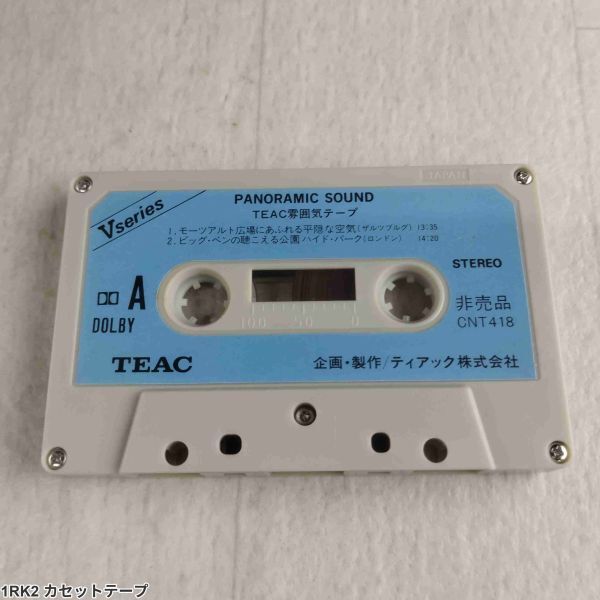 JAPAN
Vseries
PANORAMIC SOUND
TEAC雰囲気テープ
1. モーツアルト広場にあふれる平穏な空気(ザルツブルグ) 13:35
2. ビッグ・ベンの聴こえる公園 ハイド・パーク(ロンドン) 14:20
STEREO
A
DOLBY
100 50 0
非売品
CNT418
TEAC
企画・製作/ティアック株式会社
1RK2 カセットテープ